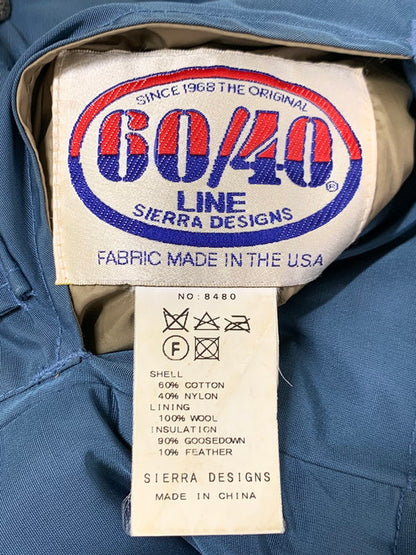 SINCE 1968 THE ORIGINAL
60/40®
LINE
SIERRA DESIGNS
FABRIC MADE IN THE U.S.A
NO:8480
F
SHELL
60% COTTON
40% NYLON
LINING
100% WOOL
INSULATION
90% GOOSEDOWN
10% FEATHER
SIERRA DESIGNS
MADE IN CHINA